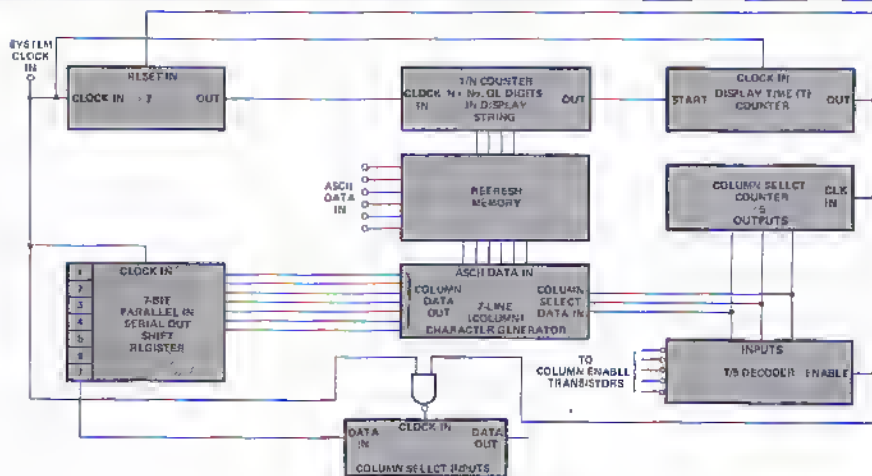 SYSTEM
CLOCK
IN
RESET IN
CLOCK IN ÷ 7 OUT
1/N COUNTER
CLOCK N = No. OL DIGITS
IN IN DISPLAY OUT
STRING
CLOCK IN
DISPLAY TIME (T)
START COUNTER OUT
ASCII
DATA
IN
REFRESH
MEMORY
COLUMN SELECT
COUNTER CLK
÷5 IN
OUTPUTS
1
2
3
4
5
6
7
CLOCK IN
7-BIT
PARALLEL IN
SERIAL OUT
SHIFT
REGISTER
ASCII DATA IN
COLUMN COLUMN
DATA 7-LINE SELECT
OUT (COLUMN) DATA IN
CHARACTER GENERATOR
TO
COLUMN ENABLE
TRANSISTORS
INPUTS
1/5 DECODER ENABLE
CLOCK IN
DATA DATA
IN OUT
COLUMN SELECT INPUTS